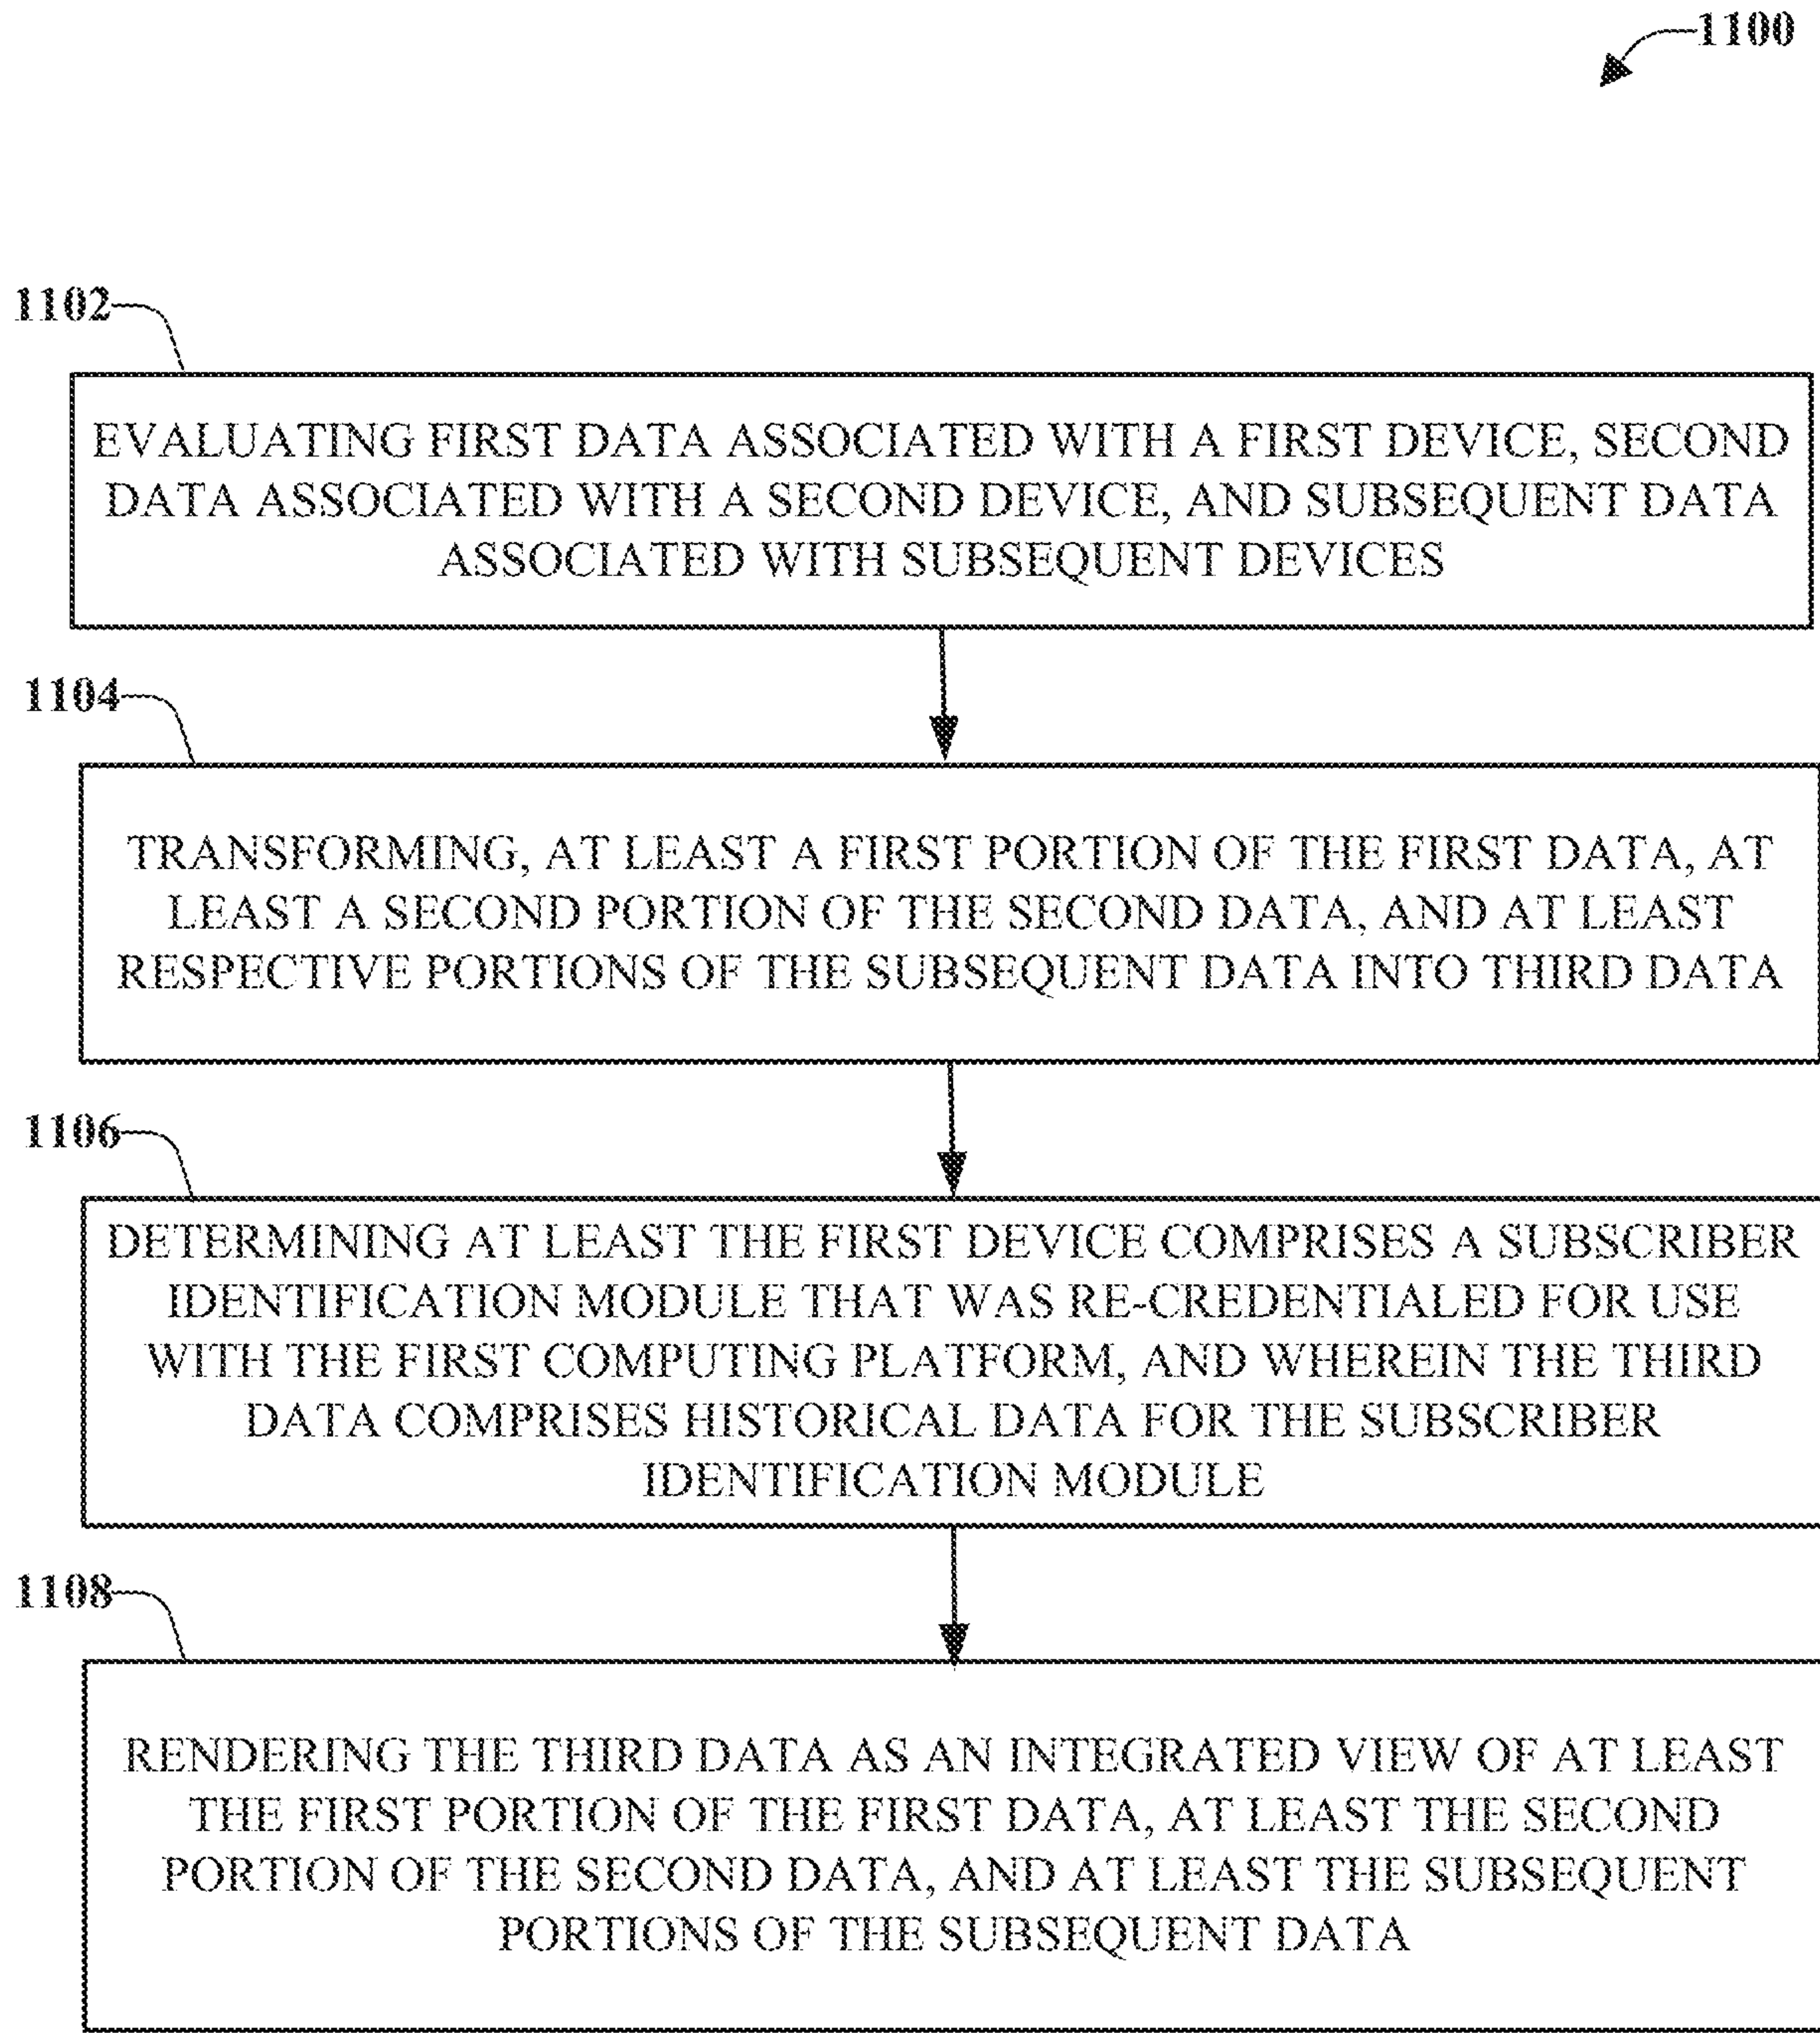 1100
1102
EVALUATING FIRST DATA ASSOCIATED WITH A FIRST DEVICE, SECOND
DATA ASSOCIATED WITH A SECOND DEVICE, AND SUBSEQUENT DATA
ASSOCIATED WITH SUBSEQUENT DEVICES
1104
TRANSFORMING, AT LEAST A FIRST PORTION OF THE FIRST DATA, AT
LEAST A SECOND PORTION OF THE SECOND DATA, AND AT LEAST
RESPECTIVE PORTIONS OF THE SUBSEQUENT DATA INTO THIRD DATA
1106
DETERMINING AT LEAST THE FIRST DEVICE COMPRISES A SUBSCRIBER
IDENTIFICATION MODULE THAT WAS RE-CREDENTIALED FOR USE
WITH THE FIRST COMPUTING PLATFORM, AND WHEREIN THE THIRD
DATA COMPRISES HISTORICAL DATA FOR THE SUBSCRIBER
IDENTIFICATION MODULE
1108
RENDERING THE THIRD DATA AS AN INTEGRATED VIEW OF AT LEAST
THE FIRST PORTION OF THE FIRST DATA, AT LEAST THE SECOND
PORTION OF THE SECOND DATA, AND AT LEAST THE SUBSEQUENT
PORTIONS OF THE SUBSEQUENT DATA